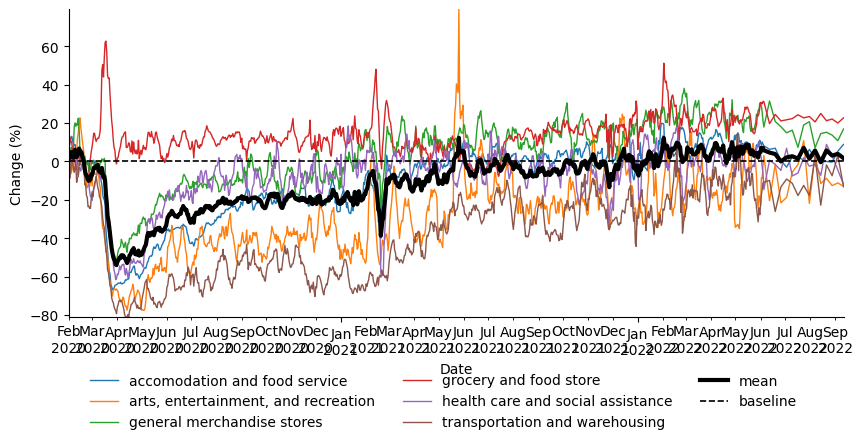 Change (%)
60
40
20
0
−20
−40
−60
−80
Feb Mar Apr May Jun Jul Aug Sep Oct Nov Dec Jan Feb Mar Apr May Jun Jul Aug Sep Oct Nov Dec Jan Feb Mar Apr May Jun Jul Aug Sep
2020 2020 2020 2020 2020 2020 2020 2020 2020 2020 2020 2021 2021 2021 2021 2021 2021 2021 2021 2021 2021 2021 2021 2022 2022 2022 2022 2022 2022 2022 2022 2022
Date
accomodation and food service
arts, entertainment, and recreation
general merchandise stores
grocery and food store
health care and social assistance
transportation and warehousing
mean
baseline